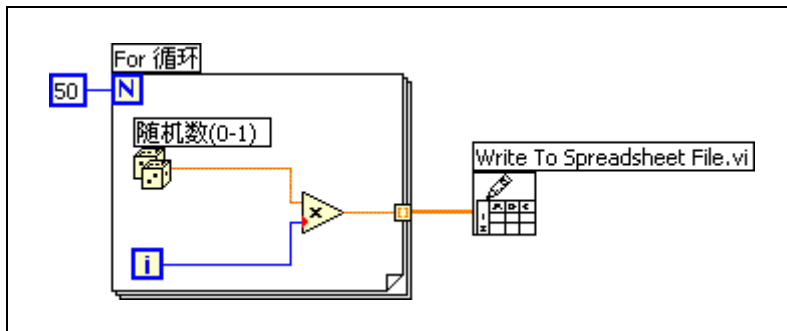 For 循环
50
N
随机数(0-1)
Write To Spreadsheet File.vi
i